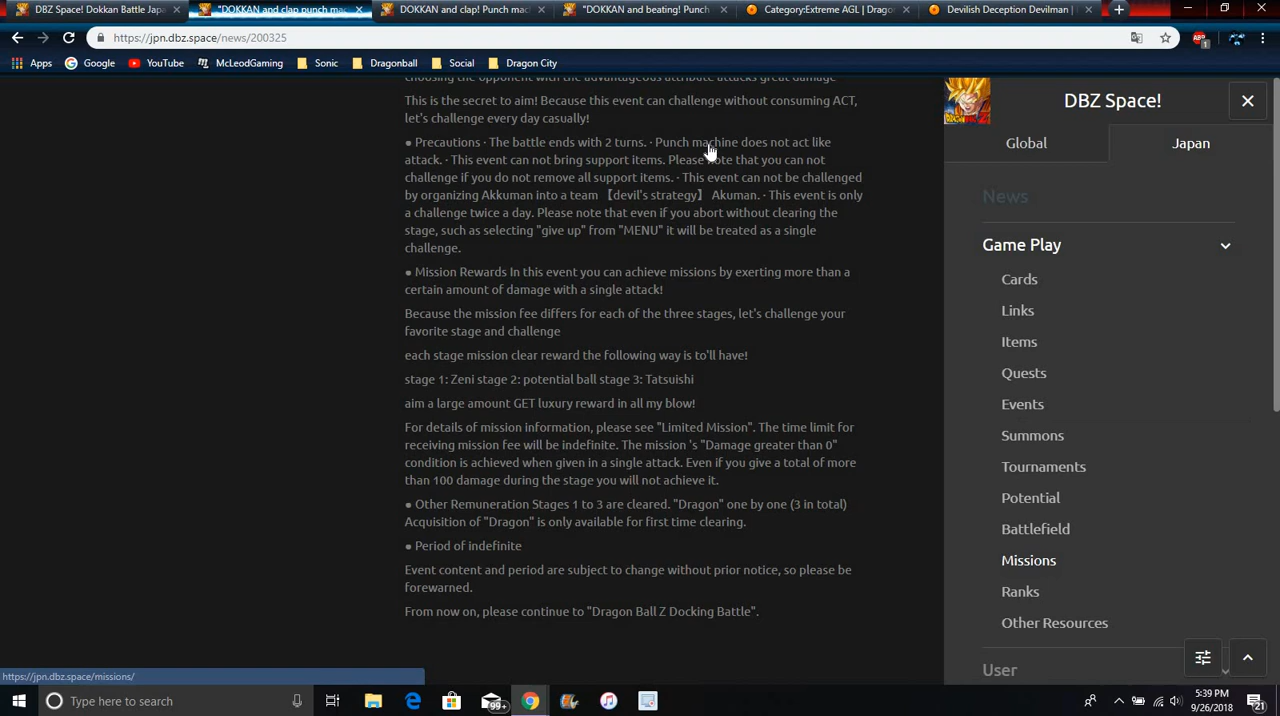 DBZ Space! Dokkan Battle Japa
"DOKKAN and clap punch mac
DOKKAN and clap! Punch mac
"DOKKAN and beating! Punch
Category:Extreme AGL | Dragon
Devilish Deception Devilman |
https://jpn.dbz.space/news/200325
Apps Google YouTube McLeodGaming Sonic Dragonball Social Dragon City
choosing the opponent with the advantageous attribute attacks great damage
This is the secret to aim! Because this event can challenge without consuming ACT,
let's challenge every day casually!
● Precautions · The battle ends with 2 turns. · Punch machine does not act like
attack. · This event can not bring support items. Please note that you can not
challenge if you do not remove all support items. · This event can not be challenged
by organizing Akkuman into a team 【devil's strategy】 Akuman. · This event is only
a challenge twice a day. Please note that even if you abort without clearing the
stage, such as selecting "give up" from "MENU" it will be treated as a single
challenge.
● Mission Rewards In this event you can achieve missions by exerting more than a
certain amount of damage with a single attack!
Because the mission fee differs for each of the three stages, let's challenge your
favorite stage and challenge
each stage mission clear reward the following way is to'll have!
stage 1: Zeni stage 2: potential ball stage 3: Tatsuishi
aim a large amount GET luxury reward in all my blow!
For details of mission information, please see "Limited Mission". The time limit for
receiving mission fee will be indefinite. The mission 's "Damage greater than 0"
condition is achieved when given in a single attack. Even if you give a total of more
than 100 damage during the stage you will not achieve it.
● Other Remuneration Stages 1 to 3 are cleared. "Dragon" one by one (3 in total)
Acquisition of "Dragon" is only available for first time clearing.
● Period of indefinite
Event content and period are subject to change without prior notice, so please be
forewarned.
From now on, please continue to "Dragon Ball Z Docking Battle".
DBZ Space!
Global
Japan
News
Game Play
Cards
Links
Items
Quests
Events
Summons
Tournaments
Potential
Battlefield
Missions
Ranks
Other Resources
User
https://jpn.dbz.space/missions/
Type here to search
99+
5:39 PM
9/26/2018
21